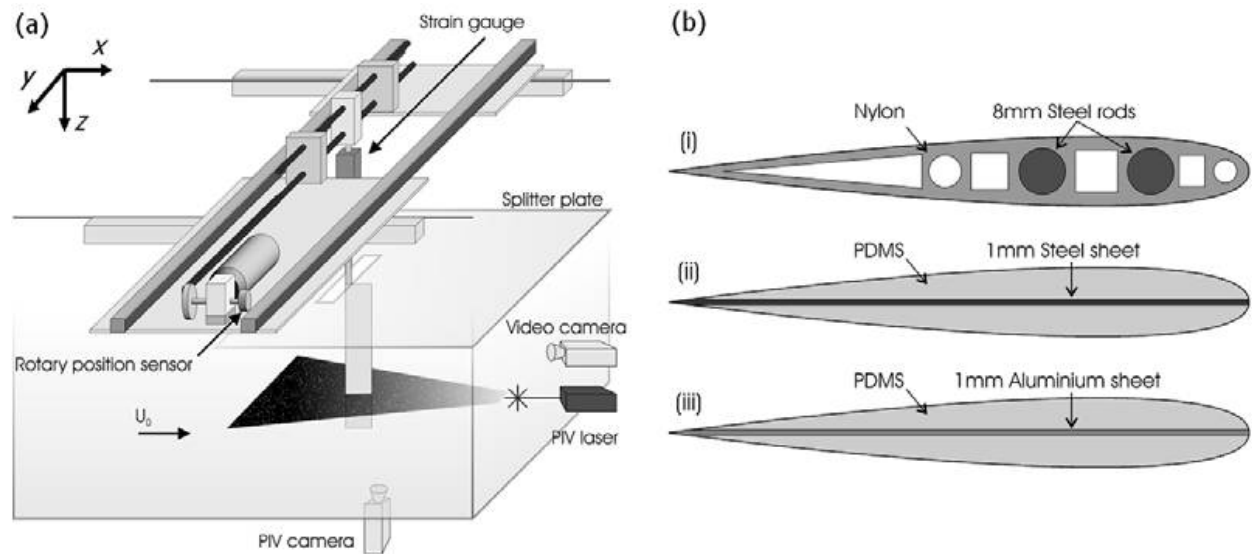 (a)
x
y
z
Strain gauge
Splitter plate
Rotary position sensor
Video camera
U₀
PIV laser
PIV camera
(b)
(i)
Nylon
8mm Steel rods
(ii)
PDMS
1mm Steel sheet
(iii)
PDMS
1mm Aluminium sheet